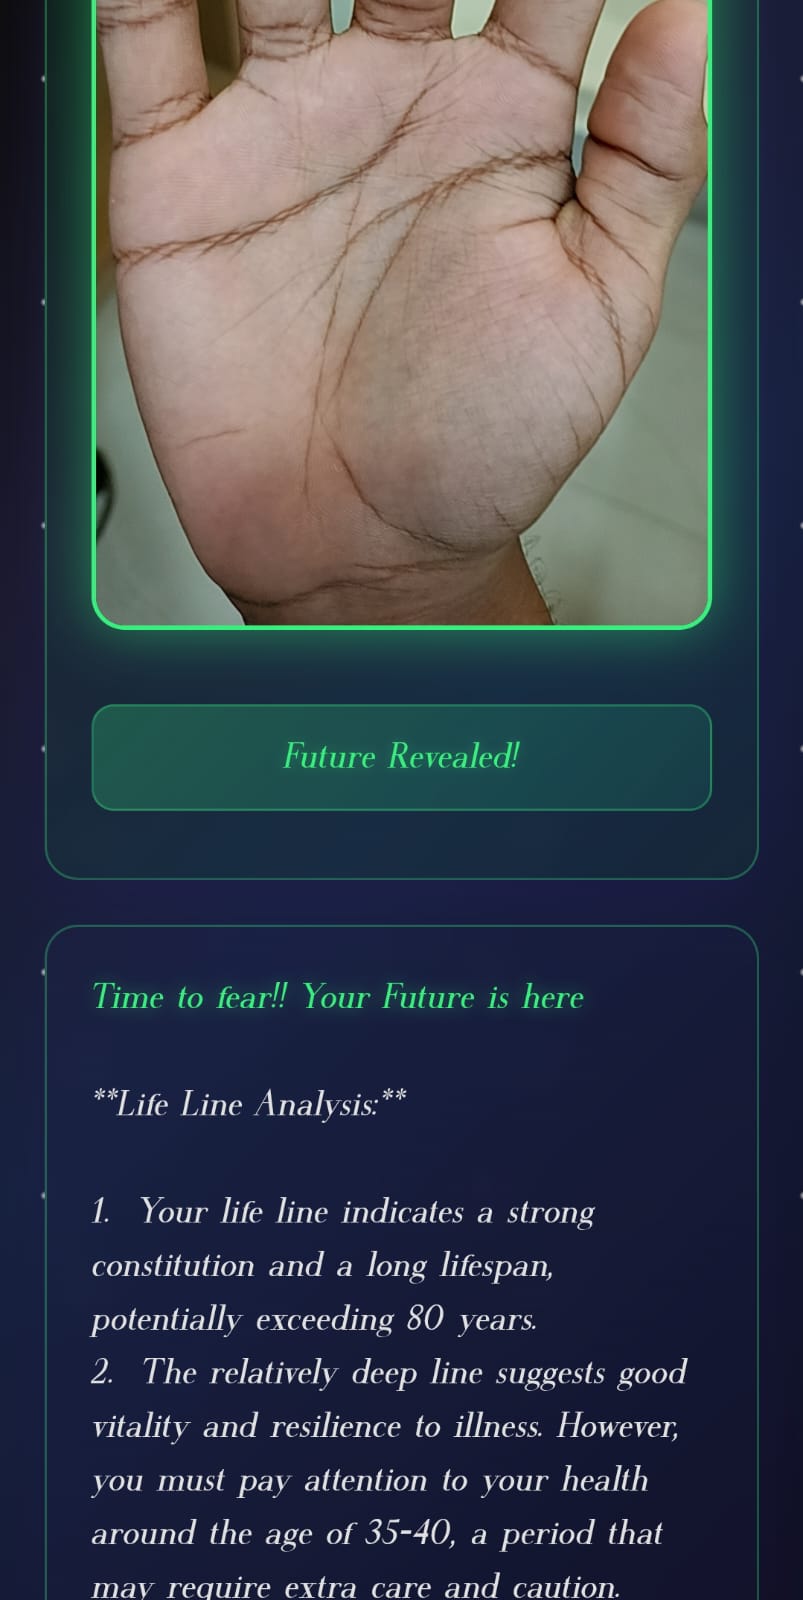 Future Revealed!
Time to fear!! Your Future is here
**Life Line Analysis:**
1. Your life line indicates a strong
constitution and a long lifespan,
potentially exceeding 80 years.
2. The relatively deep line suggests good
vitality and resilience to illness. However,
you must pay attention to your health
around the age of 35-40, a period that
may require extra care and caution.